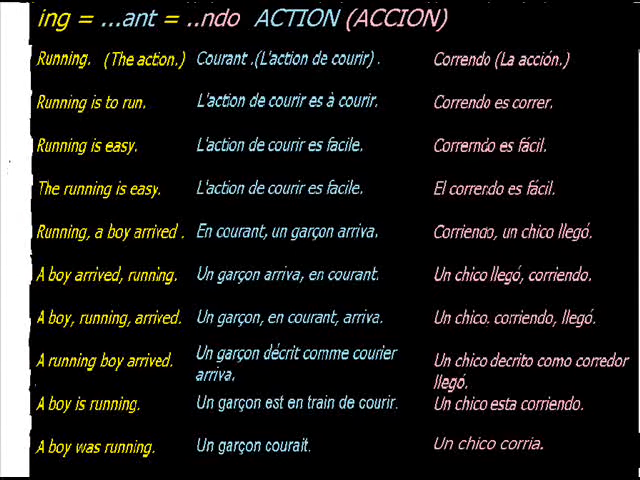 ing = ...ant = ..ndo ACTION (ACCION)
Running. (The action.) Courant .(L'action de courir) . Correndo (La acción.)
Running is to run. L'action de courir es à courir. Correndo es correr.
Running is easy. L'action de courir es facile. Correrndo es fácil.
The running is easy. L'action de courir es facile. El correndo es fácil.
Running, a boy arrived . En courant, un garçon arriva. Corriendo, un chico llegó.
A boy arrived, running. Un garçon arriva, en courant. Un chico llegó, corriendo.
A boy, running, arrived. Un garçon, en courant, arriva. Un chico, corriendo, llegó.
A running boy arrived. Un garçon décrit comme courier
arriva. Un chico decrito como corredor
llegó.
A boy is running. Un garçon est en train de courir. Un chico esta corriendo.
A boy was running. Un garçon courait. Un chico corria.